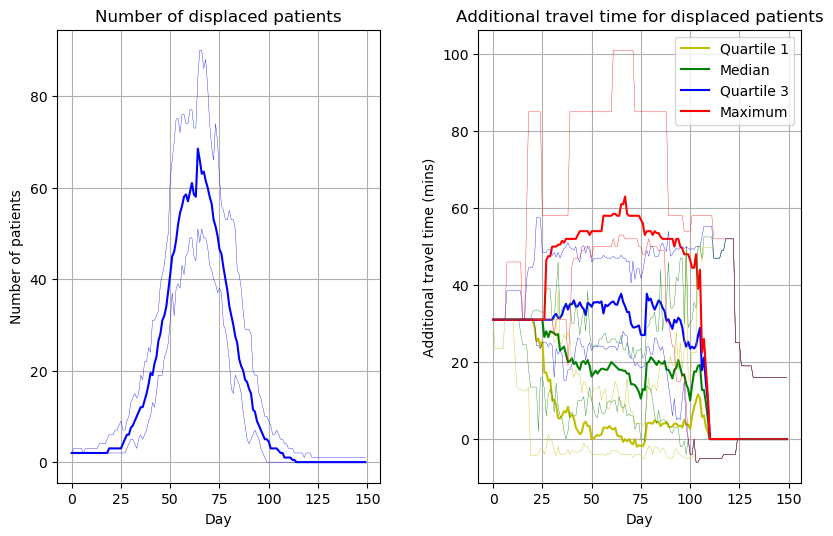 Number of displaced patients
Number of patients
80
60
40
20
0
0 25 50 75 100 125 150
Day
Additional travel time for displaced patients
Additional travel time (mins)
100
80
60
40
20
0
Quartile 1
Median
Quartile 3
Maximum
0 25 50 75 100 125 150
Day